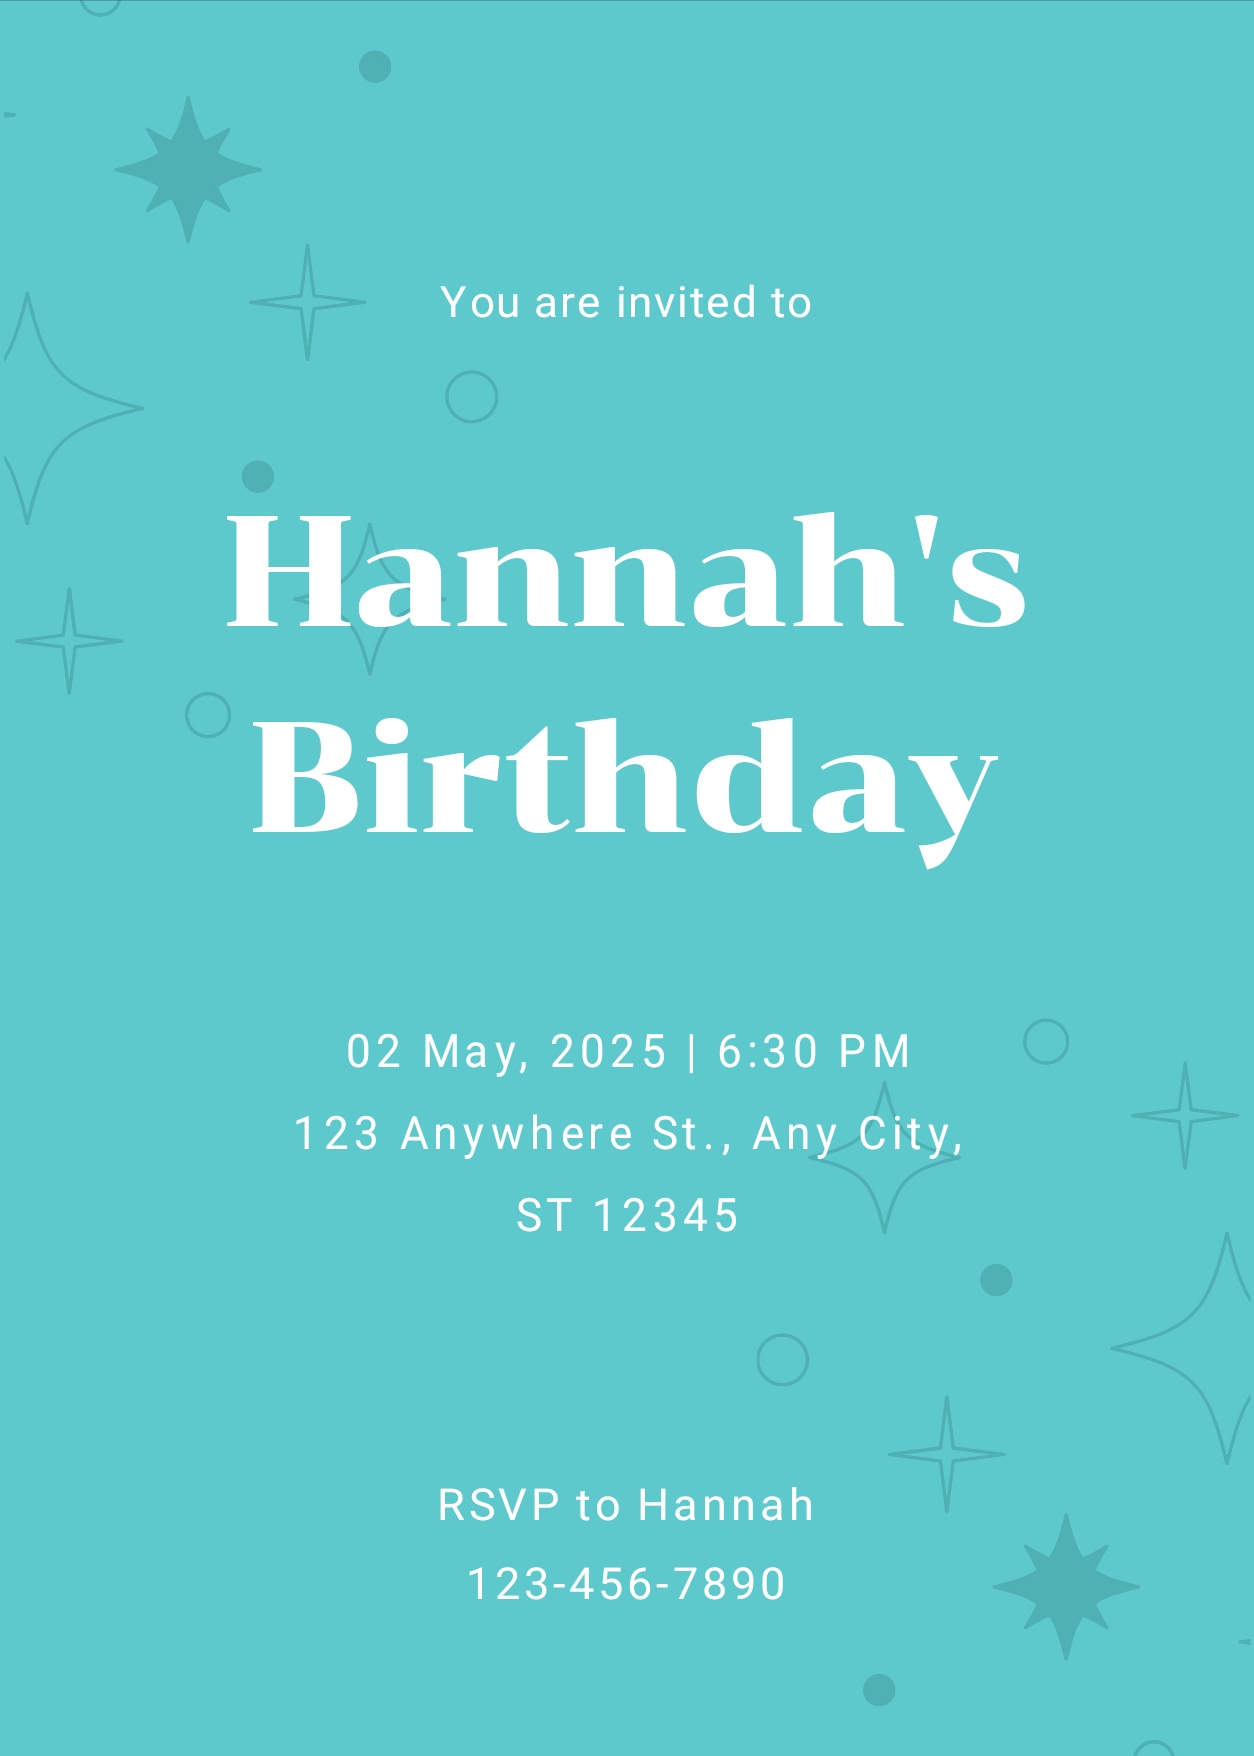 You are invited to
Hannah's
Birthday
02 May, 2025 | 6:30 PM
123 Anywhere St., Any City,
ST 12345
RSVP to Hannah
123-456-7890